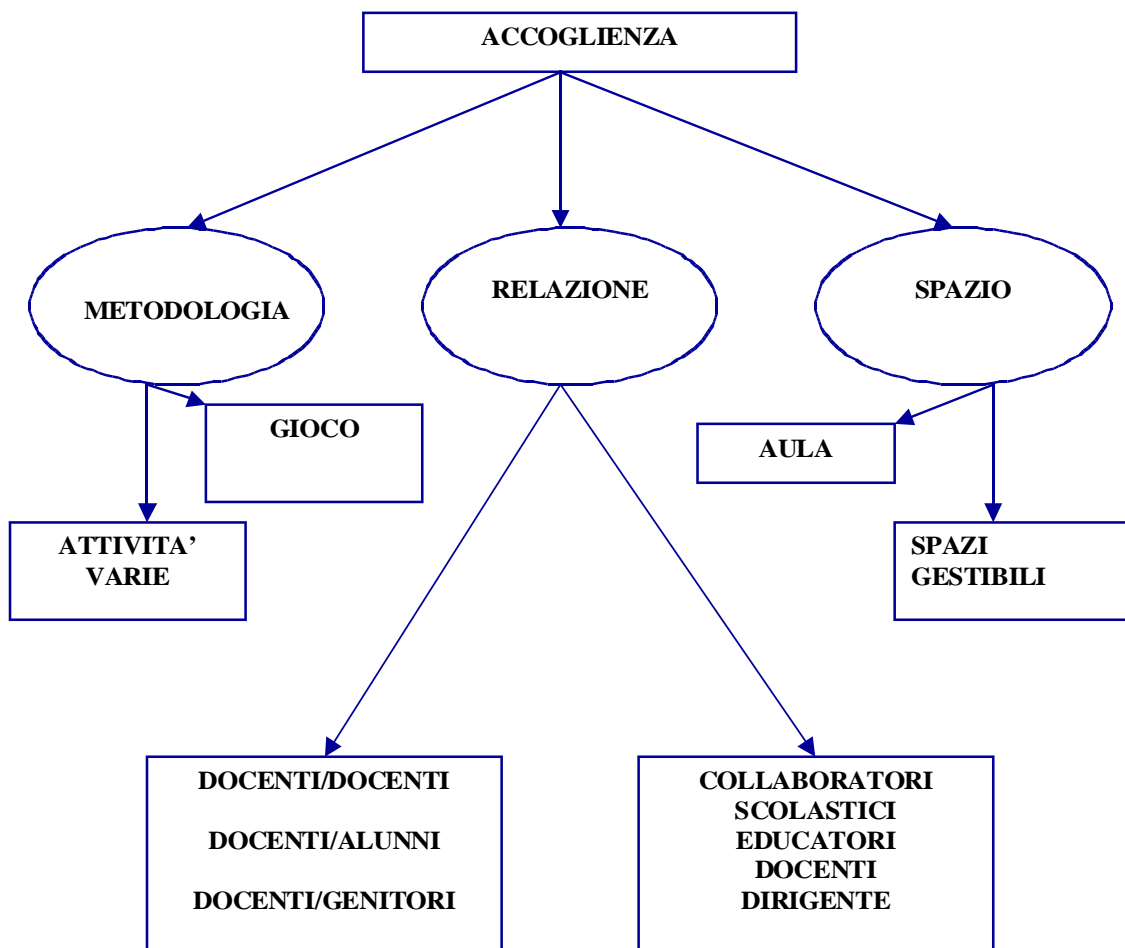 ACCOGLIENZA
METODOLOGIA
RELAZIONE
SPAZIO
GIOCO
AULA
ATTIVITA’
VARIE
SPAZI
GESTIBILI
DOCENTI/DOCENTI
DOCENTI/ALUNNI
DOCENTI/GENITORI
COLLABORATORI
SCOLASTICI
EDUCATORI
DOCENTI
DIRIGENTE